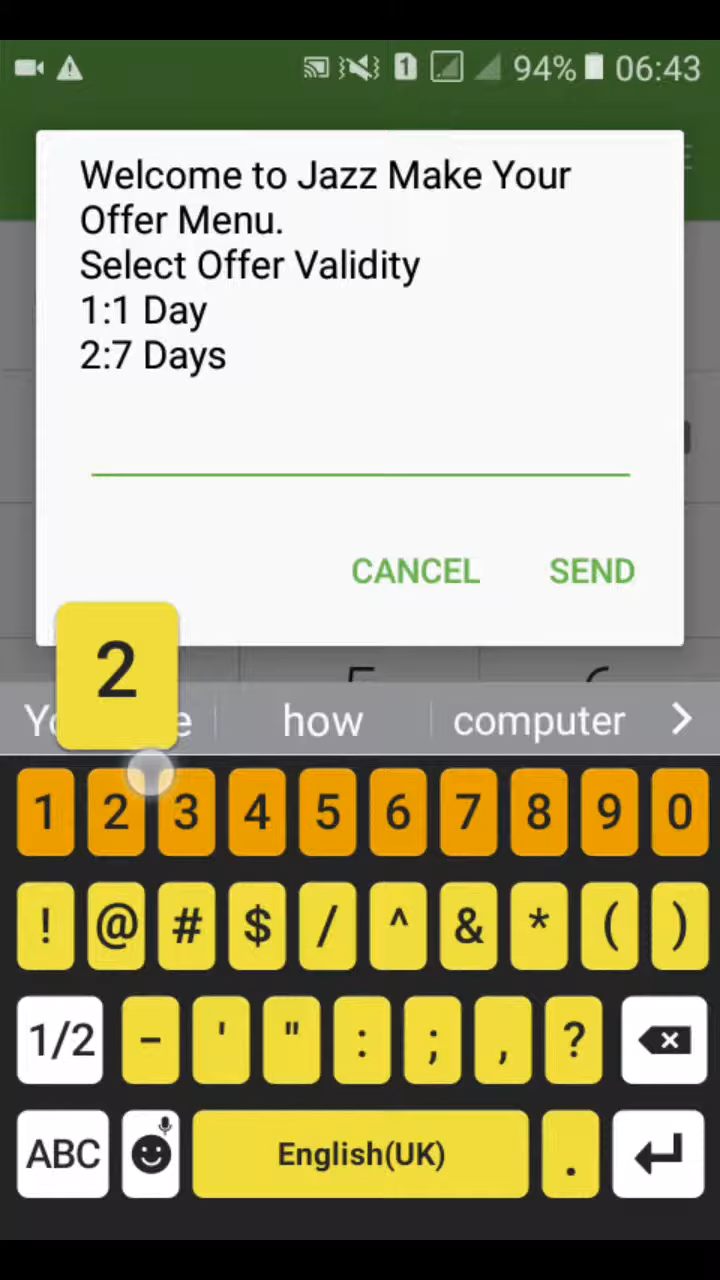 94% 06:43
Welcome to Jazz Make Your
Offer Menu.
Select Offer Validity
1:1 Day
2:7 Days
CANCEL SEND
2
how computer
1 2 3 4 5 6 7 8 9 0
! @ # $ / ^ & * ( )
1/2 - ' " : ; , ?
ABC English(UK) .